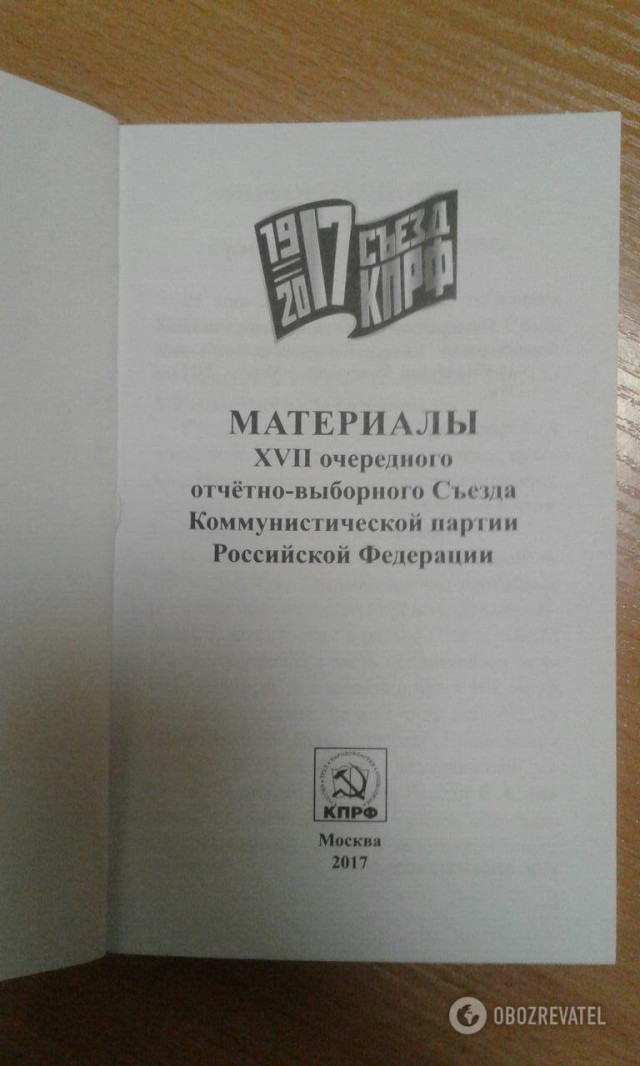 19
20
17
СЪЕЗД
КПРФ
МАТЕРИАЛЫ
XVII очередного
отчётно-выборного Съезда
Коммунистической партии
Российской Федерации
КПРФ
Москва
2017
OBOZREVATEL